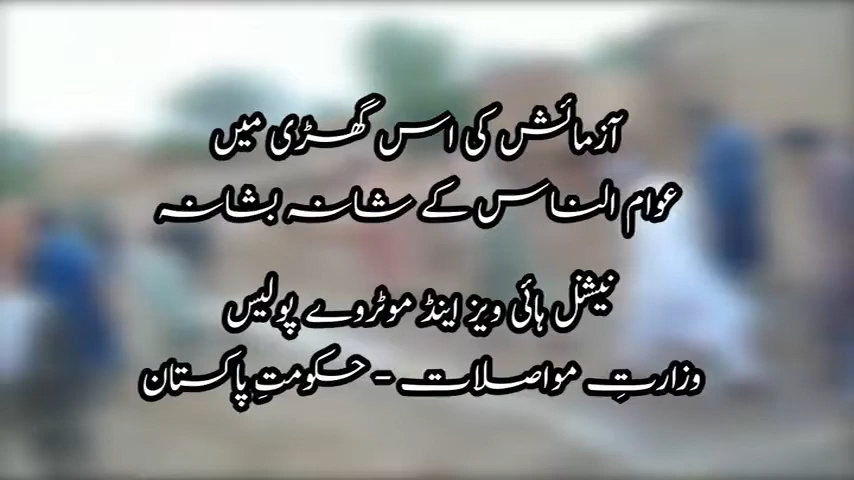 آزمائش کی اس گھڑی میں
عوام الناس کے شانہ بشانہ
نیشنل ہائی ویز اینڈ موٹروے پولیس
وزارتِ مواصلات - حکومتِ پاکستان